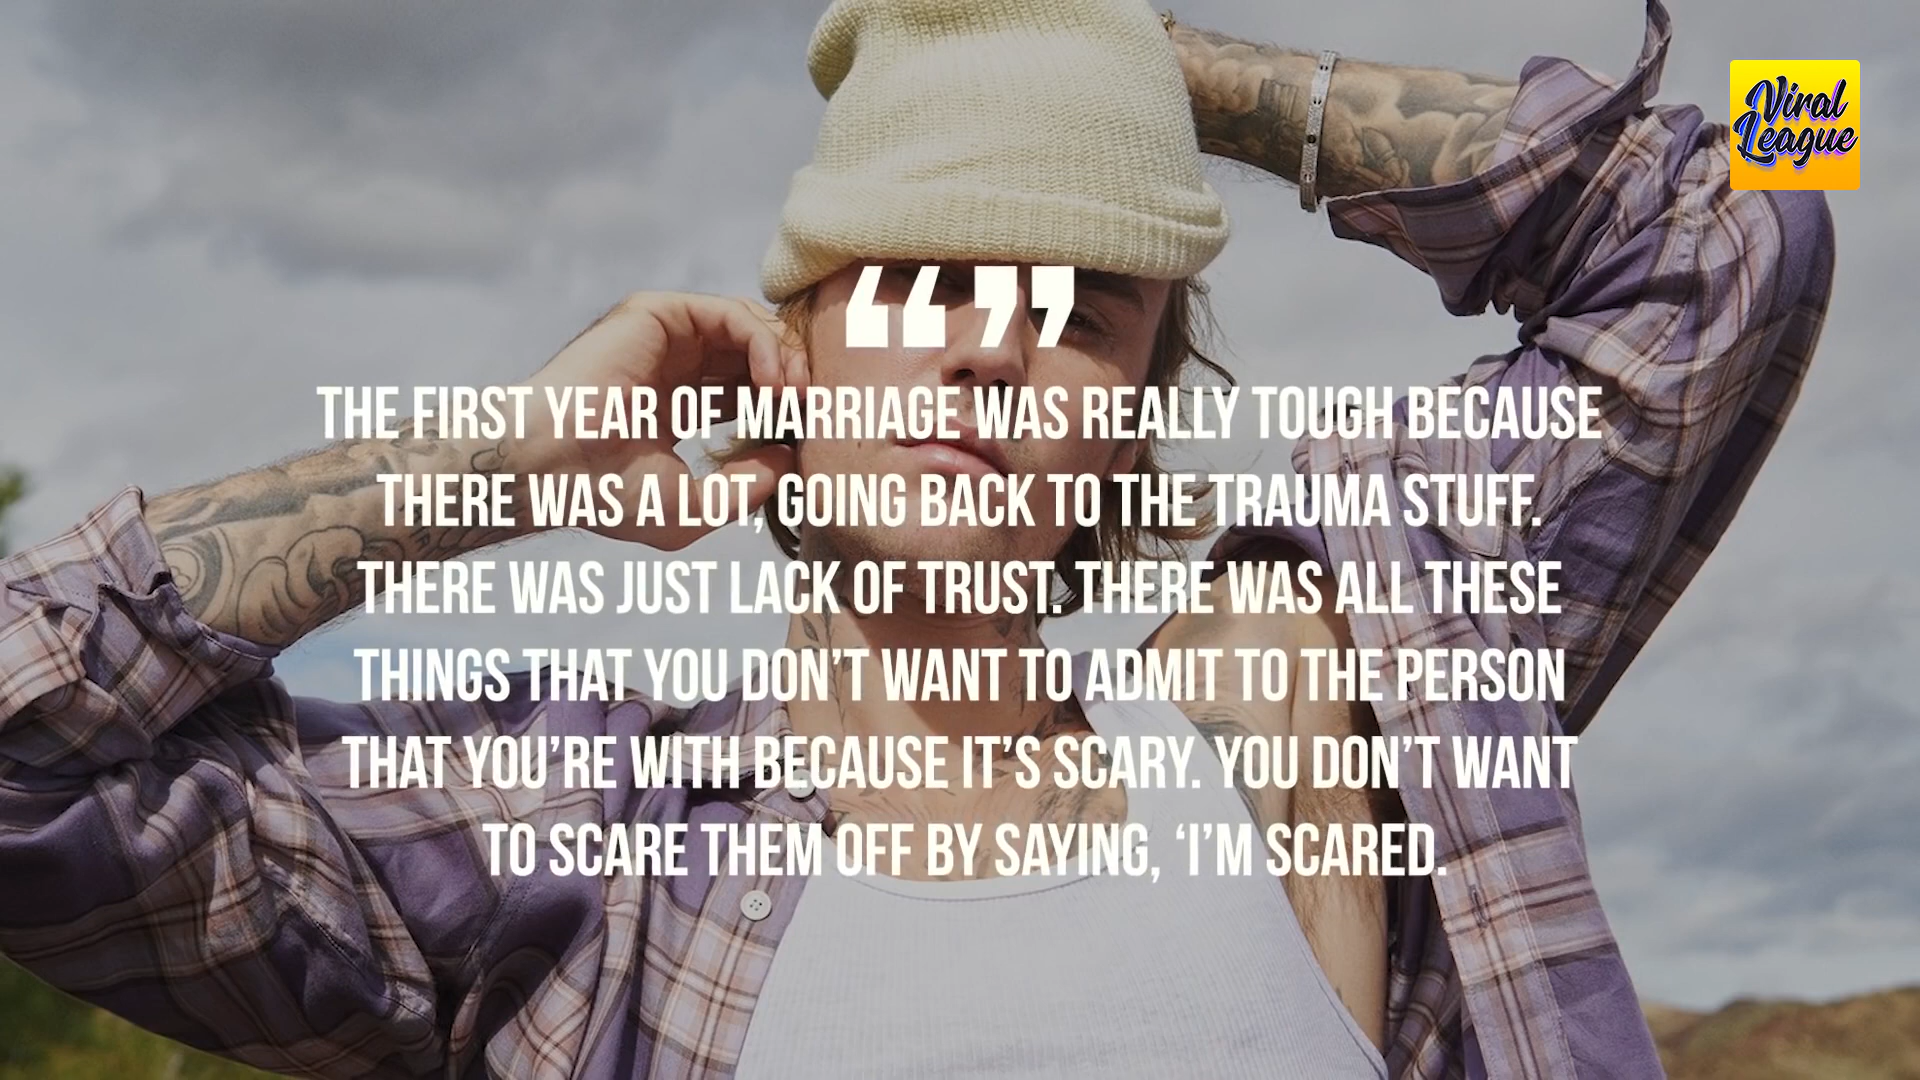 Viral
League
“ ”
THE FIRST YEAR OF MARRIAGE WAS REALLY TOUGH BECAUSE
THERE WAS A LOT, GOING BACK TO THE TRAUMA STUFF.
THERE WAS JUST LACK OF TRUST. THERE WAS ALL THESE
THINGS THAT YOU DON’T WANT TO ADMIT TO THE PERSON
THAT YOU’RE WITH BECAUSE IT’S SCARY. YOU DON’T WANT
TO SCARE THEM OFF BY SAYING, ‘I’M SCARED.